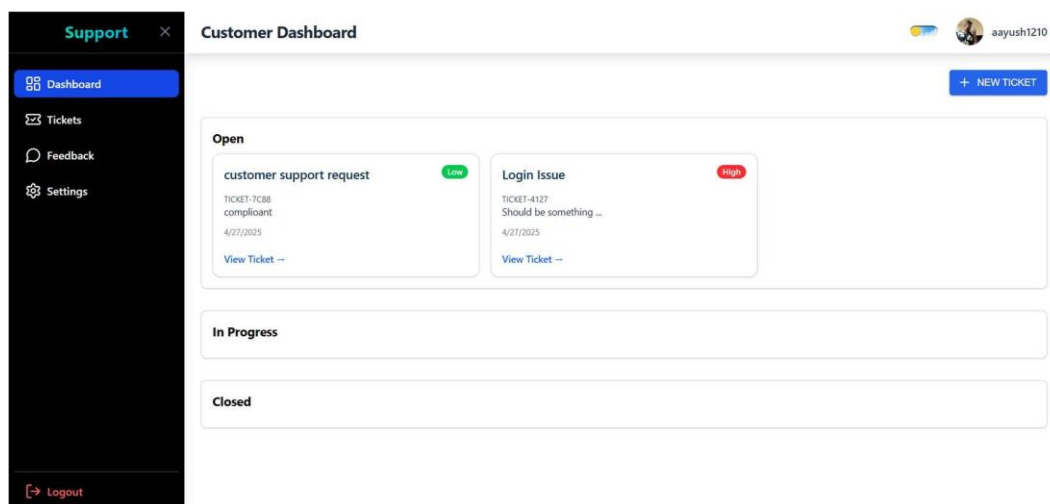 Support ×
Dashboard
Tickets
Feedback
Settings
Logout
Customer Dashboard
aayush1210
+ NEW TICKET
Open
customer support request Low
TICKET-7C88
complioant
4/27/2025
View Ticket →
Login Issue High
TICKET-4127
Should be something ...
4/27/2025
View Ticket →
In Progress
Closed